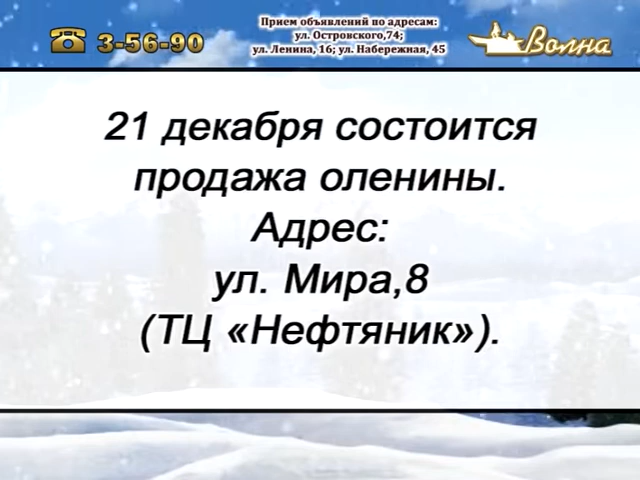 3-56-90
Прием объявлений по адресам:
ул. Островского,74;
ул. Ленина, 16; ул. Набережная, 45
Волна
21 декабря состоится
продажа оленины.
Адрес:
ул. Мира,8
(ТЦ «Нефтяник»).